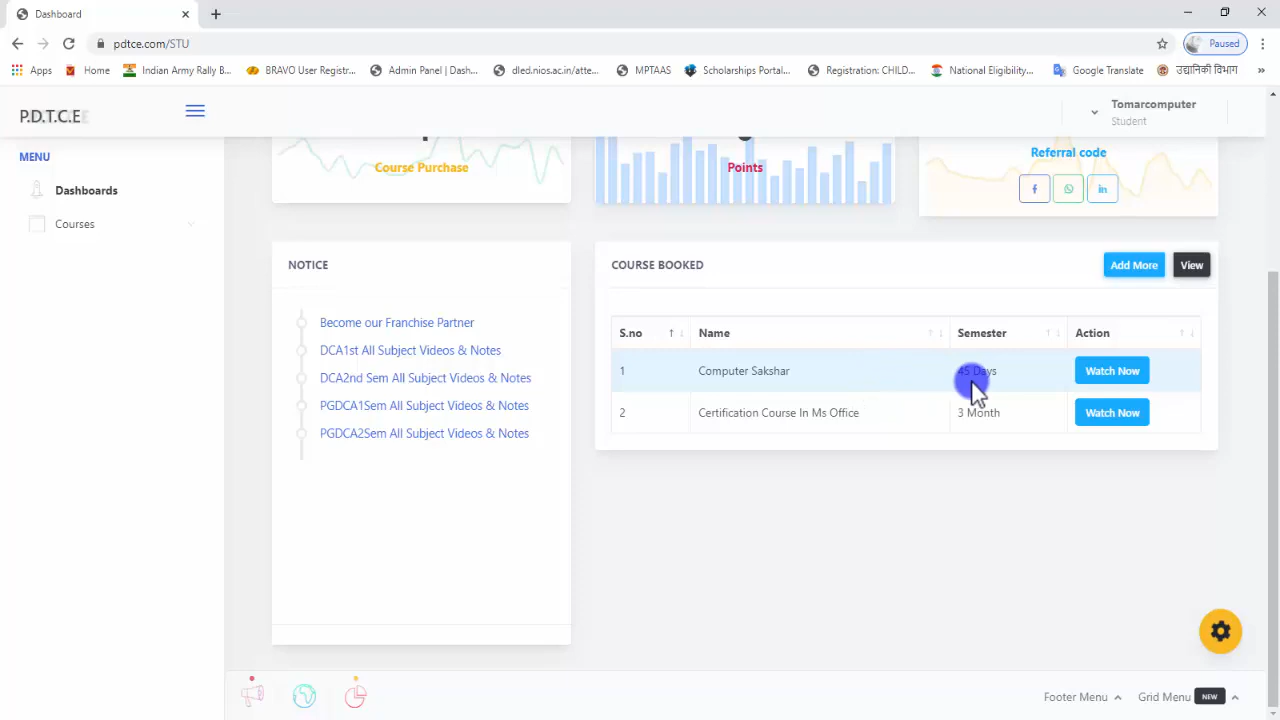 Dashboard
pdtce.com/STU
Paused
Apps
Home
Indian Army Rally B...
BRAVO User Registr...
Admin Panel | Dash...
dled.nios.ac.in/atte...
MPTAAS
Scholarships Portal...
Registration: CHILD...
National Eligibility...
Google Translate
उद्यानिकी विभाग
P.D.T.C.E
Tomarcomputer
Student
MENU
Dashboards
Courses
Course Purchase
Points
Referral code
NOTICE
Become our Franchise Partner
DCA1st All Subject Videos & Notes
DCA2nd Sem All Subject Videos & Notes
PGDCA1Sem All Subject Videos & Notes
PGDCA2Sem All Subject Videos & Notes
COURSE BOOKED
Add More
View
S.no Name Semester Action
1 Computer Sakshar 45 Days Watch Now
2 Certification Course In Ms Office 3 Month Watch Now
Footer Menu
Grid Menu NEW